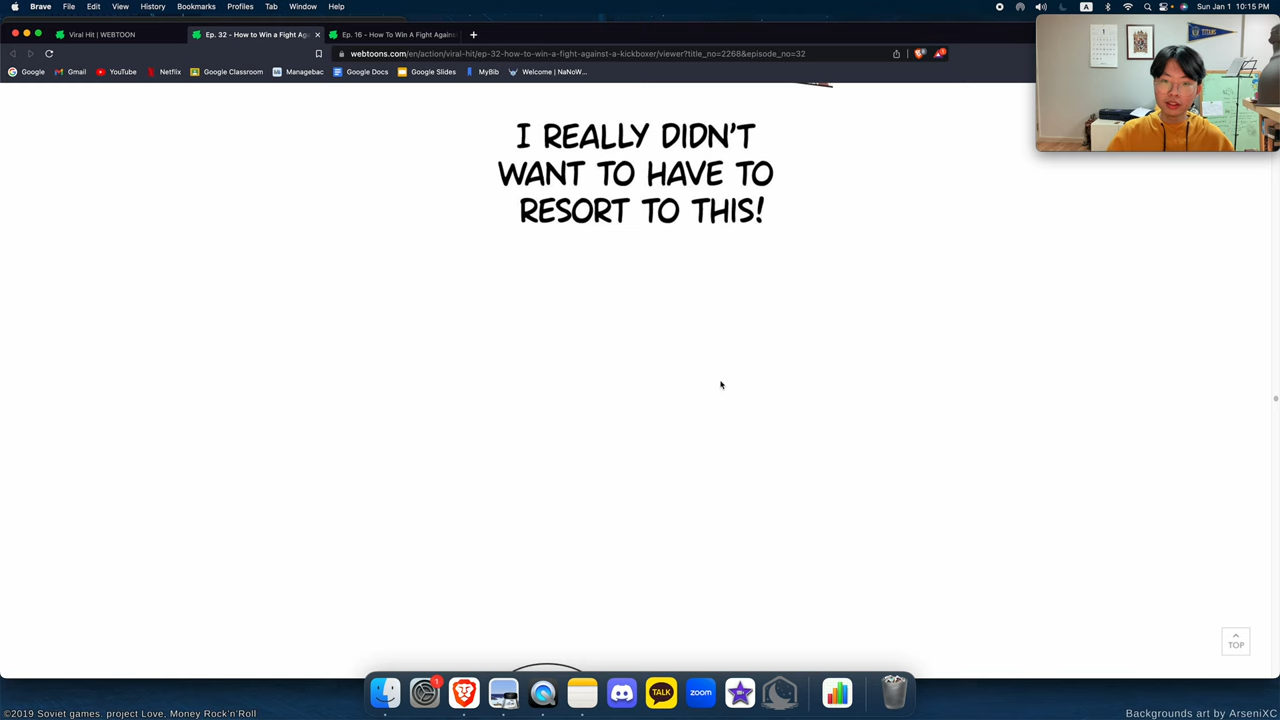 Brave File Edit View History Bookmarks Profiles Tab Window Help A Sun Jan 1 10:15 PM
Viral Hit | WEBTOON Ep. 32 - How to Win a Fight Aga Ep. 16 - How To Win A Fight Agains
webtoons.com/en/action/viral-hit/ep-32-how-to-win-a-fight-against-a-kickboxer/viewer?title_no=2268&episode_no=32
Google Gmail YouTube Netflix Google Classroom Managebac Google Docs Google Slides MyBib Welcome | NaNoW...
TITANS
I REALLY DIDN'T
WANT TO HAVE TO
RESORT TO THIS!
TOP
1
TALK
zoom
©2019 Soviet games. project Love, Money Rock'n'Roll
Backgrounds art by ArseniXC